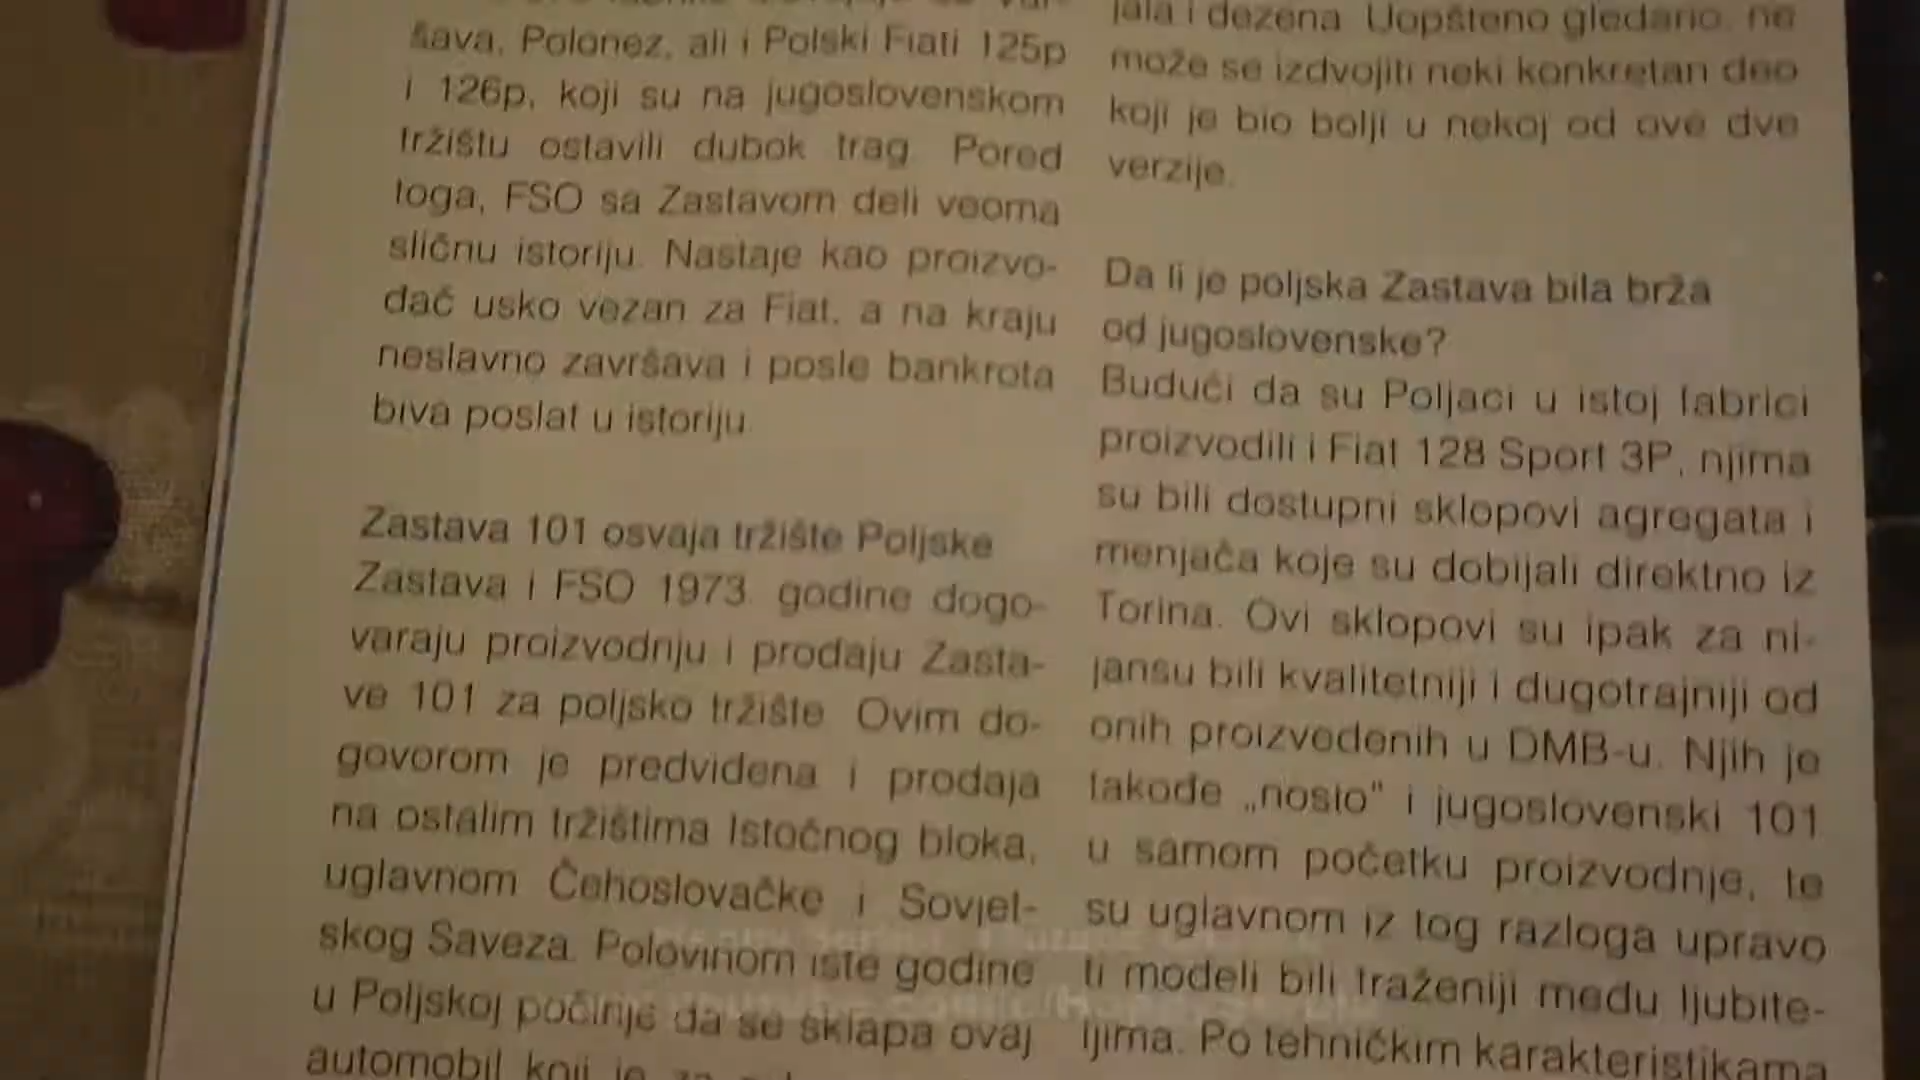 šava, Polonez, ali i Polski Fiati 125p
i 126p, koji su na jugoslovenskom
tržištu ostavili dubok trag. Pored
toga, FSO sa Zastavom deli veoma
sličnu istoriju. Nastaje kao proizvo-
đač usko vezan za Fiat, a na kraju
neslavno završava i posle bankrota
biva poslat u istoriju.
Zastava 101 osvaja tržište Poljske
Zastava i FSO 1973. godine dogo-
varaju proizvodnju i prodaju Zasta-
ve 101 za poljsko tržište. Ovim do-
govorom je predviđena i prodaja
na ostalim tržištima Istočnog bloka,
uglavnom Čehoslovačke i Sovjet-
skog Saveza. Polovinom iste godine
u Poljskoj počinje da se sklapa ovaj
automobil koji je za
i dezena. Uopšteno gledano, ne
može se izdvojiti neki konkretan deo
koji je bio bolji u nekoj od ove dve
verzije.
Da li je poljska Zastava bila brža
od jugoslovenske?
Budući da su Poljaci u istoj fabrici
proizvodili i Fiat 128 Sport 3P, njima
su bili dostupni sklopovi agregata i
menjača koje su dobijali direktno iz
Torina. Ovi sklopovi su ipak za ni-
jansu bili kvalitetniji i dugotrajniji od
onih proizvedenih u DMB-u. Njih je
takođe „nosio" i jugoslovenski 101
u samom početku proizvodnje, te
su uglavnom iz tog razloga upravo
ti modeli bili traženiji među ljubite-
ljima. Po tehničkim karakteristikama